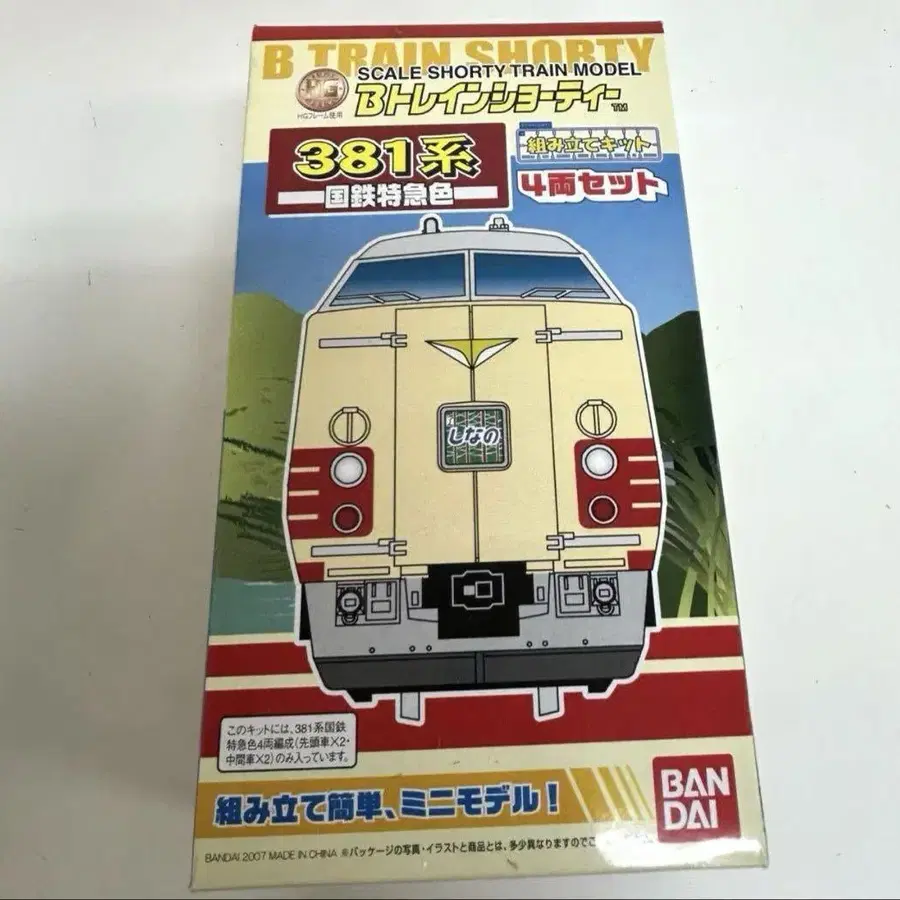 B TRAIN SHORTY
SCALE SHORTY TRAIN MODEL
Bトレインショーティー™
HG
HGフレーム使用
381系
国鉄特急色
組み立てキット
4両セット
しなの
このキットには、381系国鉄
特急色4両編成(先頭車×2・
中間車×2)のみ入っています。
組み立て簡単、ミニモデル!
BAN
DAI
BANDAI 2007 MADE IN CHINA ※パッケージの写真・イラストと商品とは、多少異なりますのでご